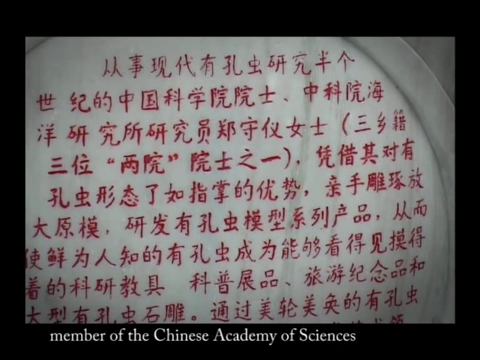 从事现代有孔虫研究半个
世 纪的中国科学院院士、中科院海
洋 研 究所研究员郑守仪女士（三乡籍
三位“两院”院士之一），凭借其对有
孔虫形态了如指掌的优势，亲手雕琢放
大原模，研发有孔虫模型系列产品，从而
使鲜为人知的有孔虫成为能够看得见摸得
着的科研教具 科普展品、旅游纪念品和
大型有孔虫石雕。通过美轮美奂的有孔虫
member of the Chinese Academy of Sciences